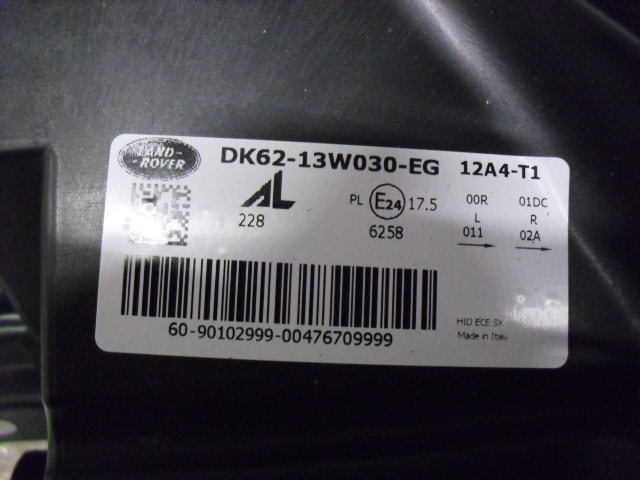 LAND ROVER
DK62-13W030-EG 12A4-T1
AL
228
PL E24 17.5
6258
00R 01DC
L R
011 02A
60-90102999-00476709999
HID ECE SX
Made in Italy